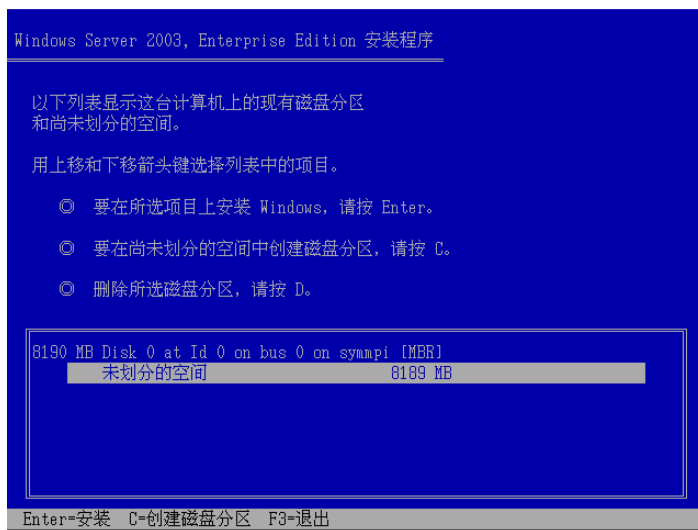 Windows Server 2003, Enterprise Edition 安装程序
以下列表显示这台计算机上的现有磁盘分区
和尚未划分的空间。
用上移和下移箭头键选择列表中的项目。
◎ 要在所选项目上安装 Windows, 请按 Enter。
◎ 要在尚未划分的空间中创建磁盘分区, 请按 C。
◎ 删除所选磁盘分区, 请按 D。
8190 MB Disk 0 at Id 0 on bus 0 on symmpi [MBR]
未划分的空间 8189 MB
Enter=安装 C=创建磁盘分区 F3=退出